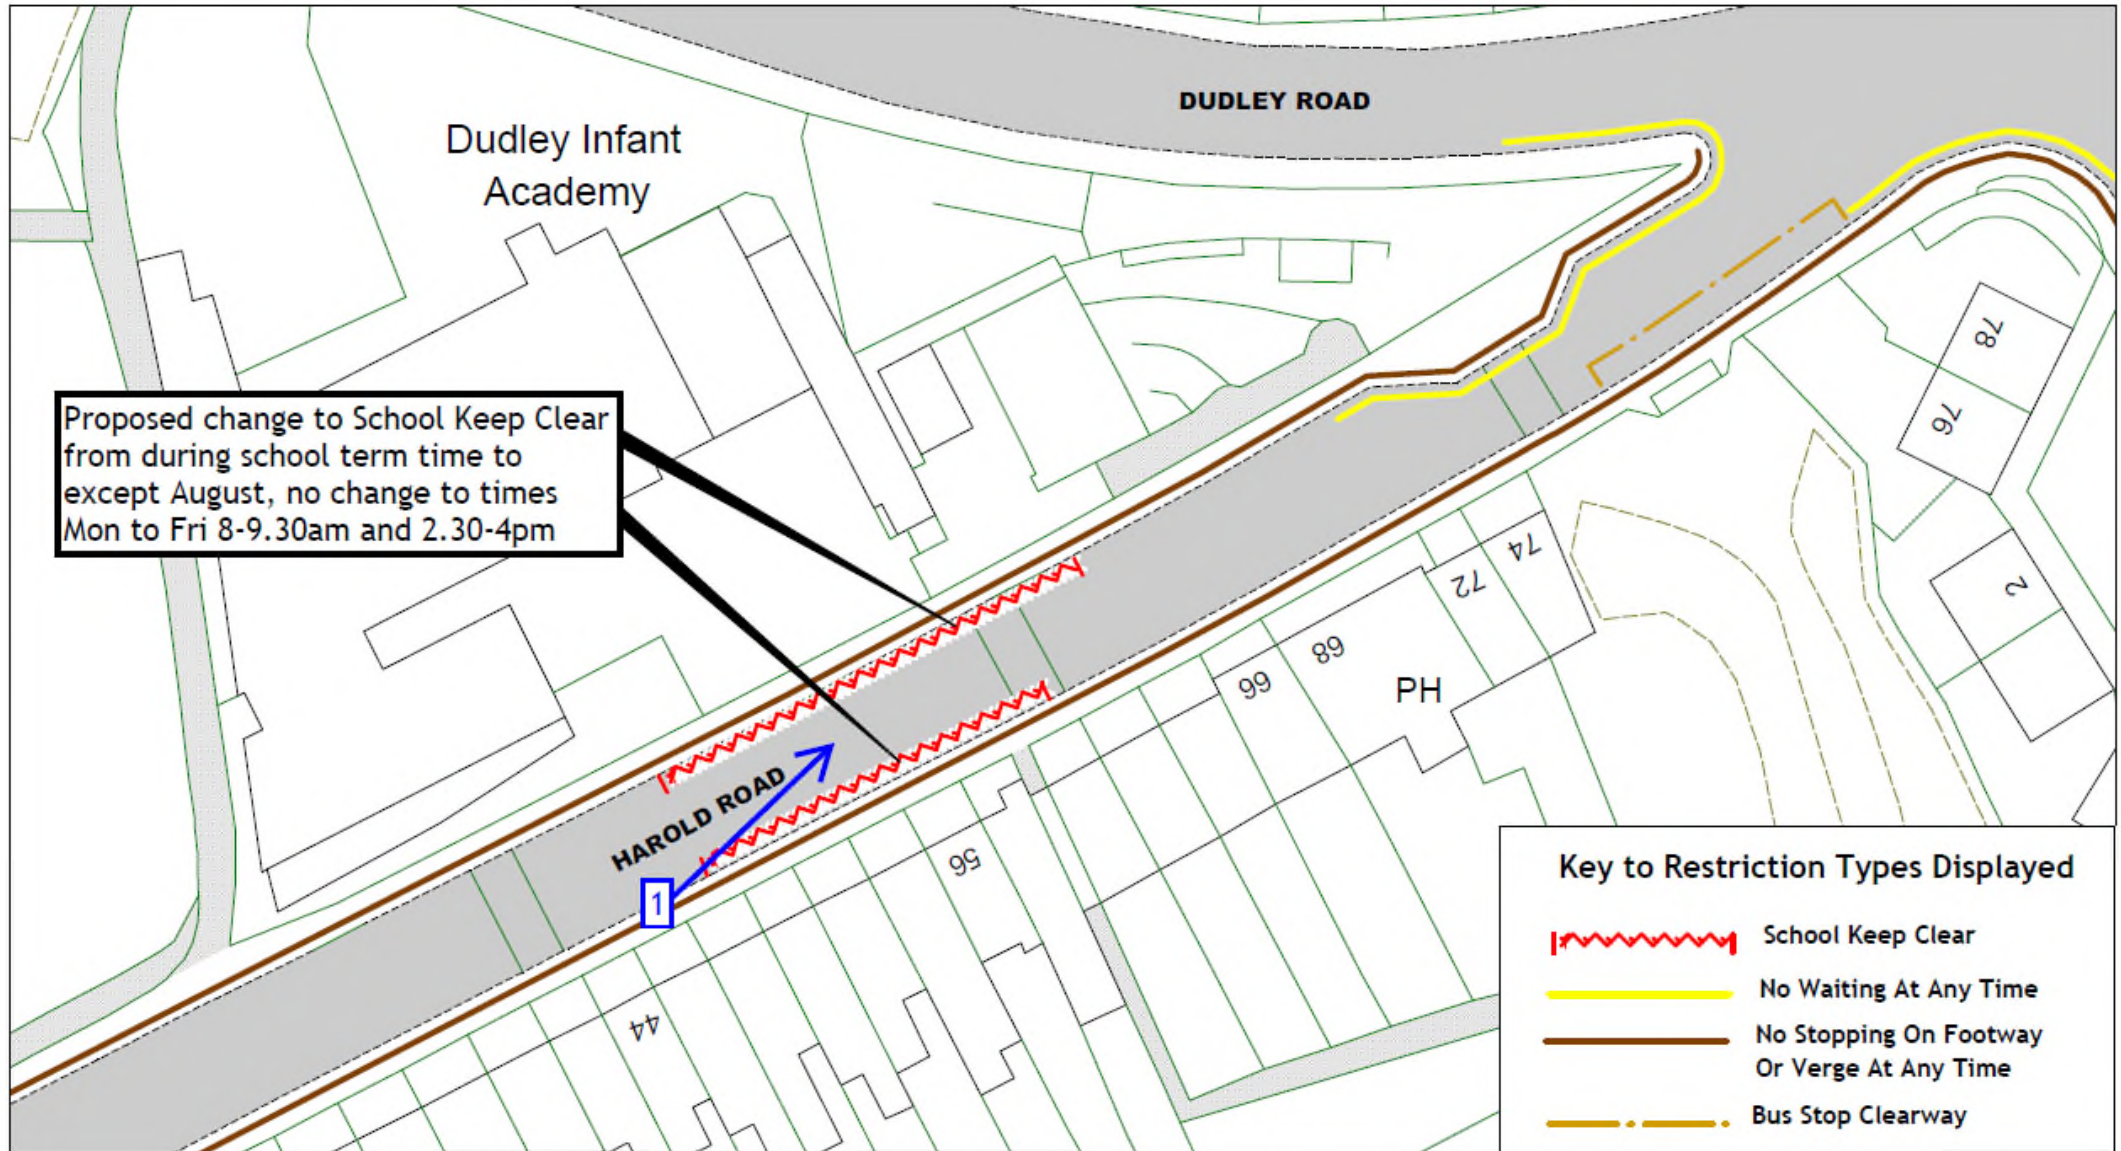 DUDLEY ROAD
Dudley Infant
Academy
Proposed change to School Keep Clear
from during school term time to
except August, no change to times
Mon to Fri 8-9.30am and 2.30-4pm
78
76
74
72
2
68
66
PH
HAROLD ROAD
1
56
44
Key to Restriction Types Displayed
School Keep Clear
No Waiting At Any Time
No Stopping On Footway
Or Verge At Any Time
Bus Stop Clearway